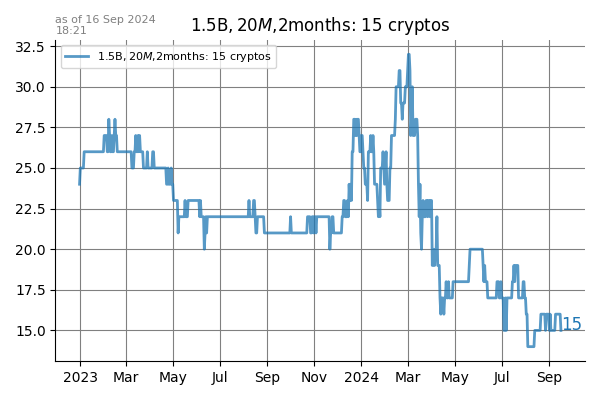 as of 16 Sep 2024
18:21
1.5B, 20M,2months: 15 cryptos
1.5B, 20M,2months: 15 cryptos
32.5
30.0
27.5
25.0
22.5
20.0
17.5
15.0
15
2023 Mar May Jul Sep Nov 2024 Mar May Jul Sep